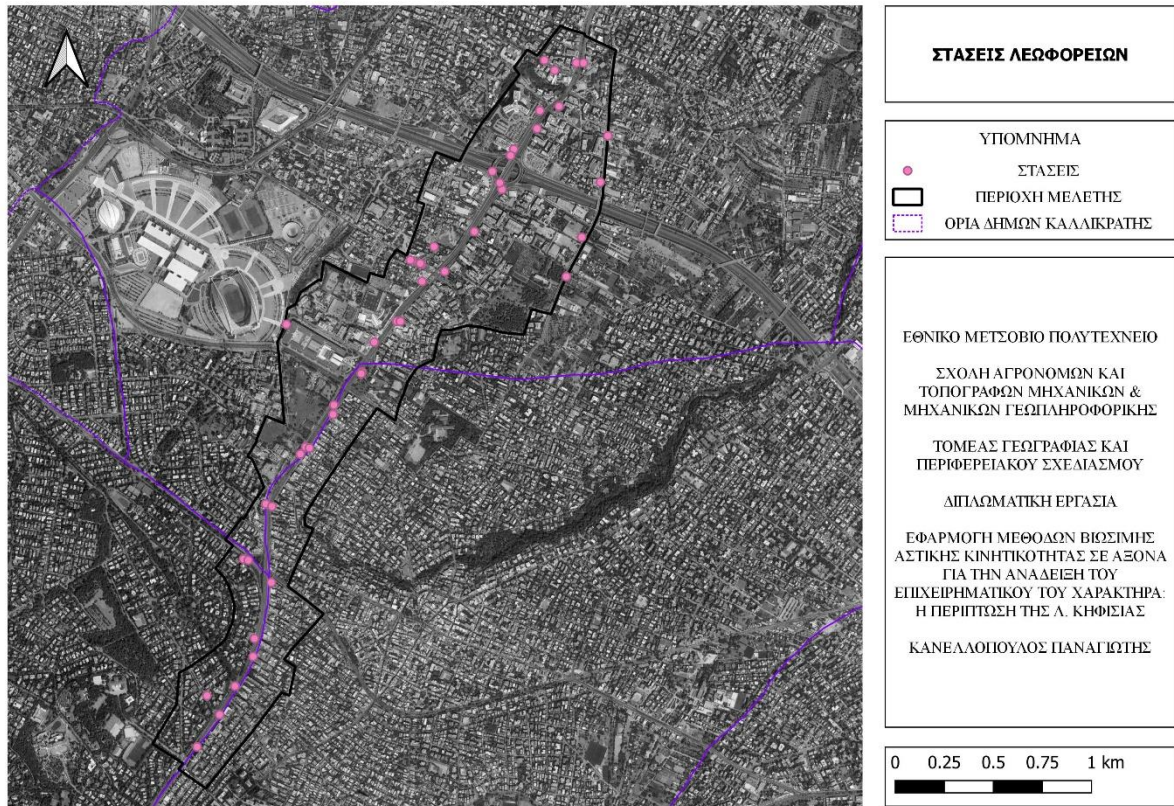 ΣΤΑΣΕΙΣ ΛΕΩΦΟΡΕΙΩΝ
ΥΠΟΜΝΗΜΑ
ΣΤΑΣΕΙΣ
ΠΕΡΙΟΧΗ ΜΕΛΕΤΗΣ
ΟΡΙΑ ΔΗΜΩΝ ΚΑΛΛΙΚΡΑΤΗΣ
ΕΘΝΙΚΟ ΜΕΤΣΟΒΙΟ ΠΟΛΥΤΕΧΝΕΙΟ
ΣΧΟΛΗ ΑΓΡΟΝΟΜΩΝ ΚΑΙ
ΤΟΠΟΓΡΑΦΩΝ ΜΗΧΑΝΙΚΩΝ &
ΜΗΧΑΝΙΚΩΝ ΓΕΩΠΛΗΡΟΦΟΡΙΚΗΣ
ΤΟΜΕΑΣ ΓΕΩΓΡΑΦΙΑΣ ΚΑΙ
ΠΕΡΙΦΕΡΕΙΑΚΟΥ ΣΧΕΔΙΑΣΜΟΥ
ΔΙΠΛΩΜΑΤΙΚΗ ΕΡΓΑΣΙΑ
ΕΦΑΡΜΟΓΗ ΜΕΘΟΔΩΝ ΒΙΩΣΙΜΗΣ
ΑΣΤΙΚΗΣ ΚΙΝΗΤΙΚΟΤΗΤΑΣ ΣΕ ΑΞΟΝΑ
ΓΙΑ ΤΗΝ ΑΝΑΔΕΙΞΗ ΤΟΥ
ΕΠΙΧΕΙΡΗΜΑΤΙΚΟΥ ΤΟΥ ΧΑΡΑΚΤΗΡΑ:
Η ΠΕΡΙΠΤΩΣΗ ΤΗΣ Λ. ΚΗΦΙΣΙΑΣ
ΚΑΝΕΛΛΟΠΟΥΛΟΣ ΠΑΝΑΓΙΩΤΗΣ
0 0.25 0.5 0.75 1 km